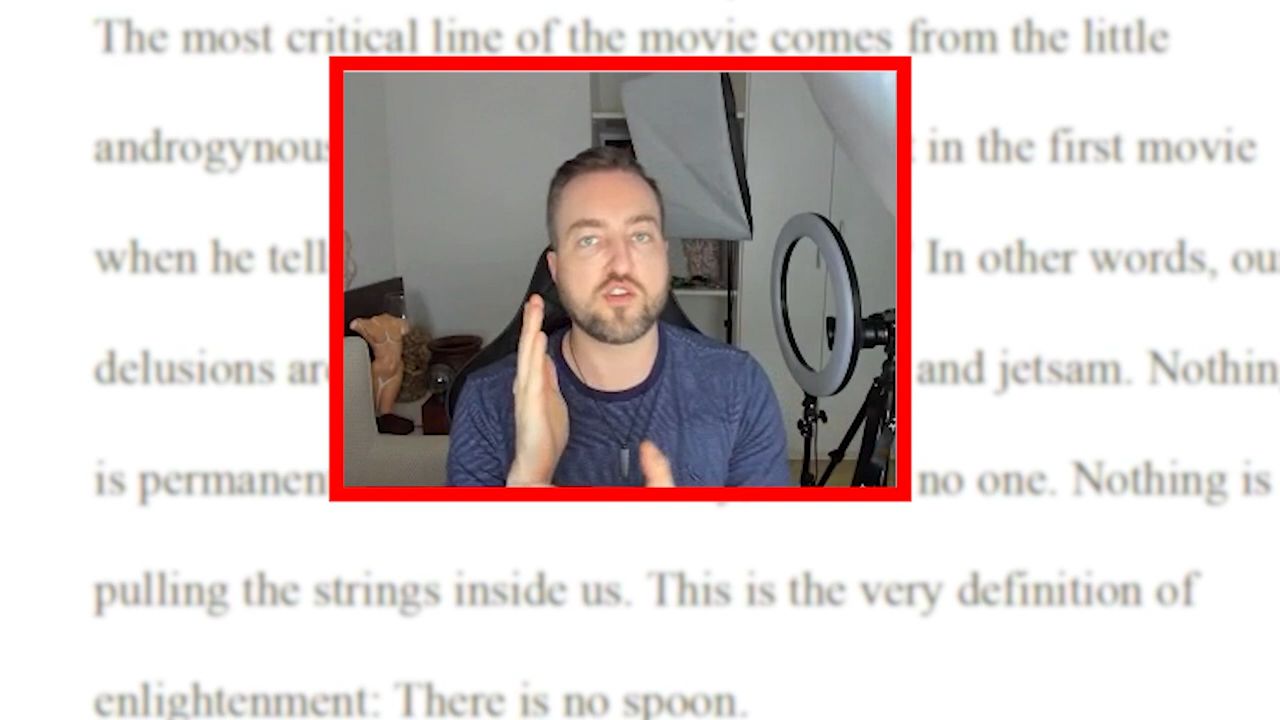 The most critical line of the movie comes from the little
androgynous in the first movie
when he tell In other words, ou
delusions are and jetsam. Nothin
is permanen no one. Nothing is
pulling the strings inside us. This is the very definition of
enlightenment: There is no spoon.